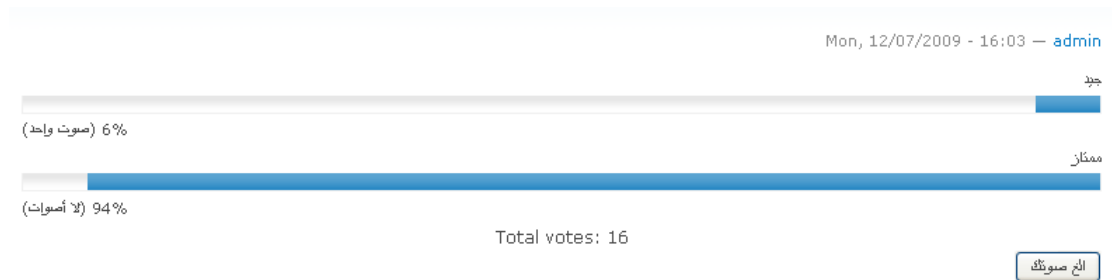 Mon, 12/07/2009 - 16:03 — admin
جيد
6% (صوت واحد)
ممتاز
94% (لا أصوات)
Total votes: 16
الغ صوتك